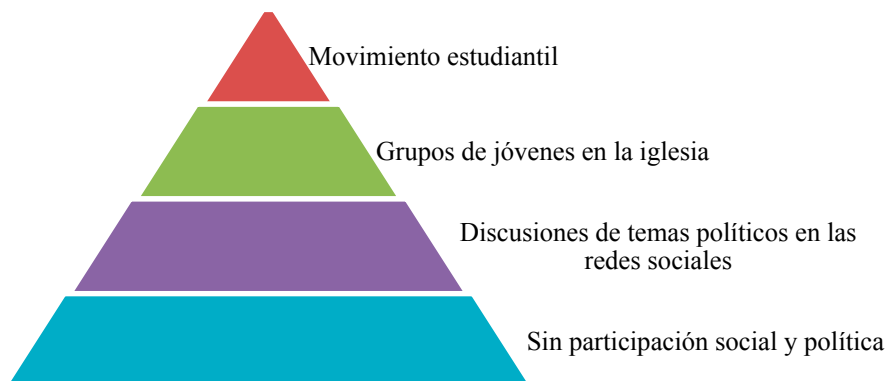 Movimiento estudiantil
Grupos de jóvenes en la iglesia
Discusiones de temas políticos en las
redes sociales
Sin participación social y política